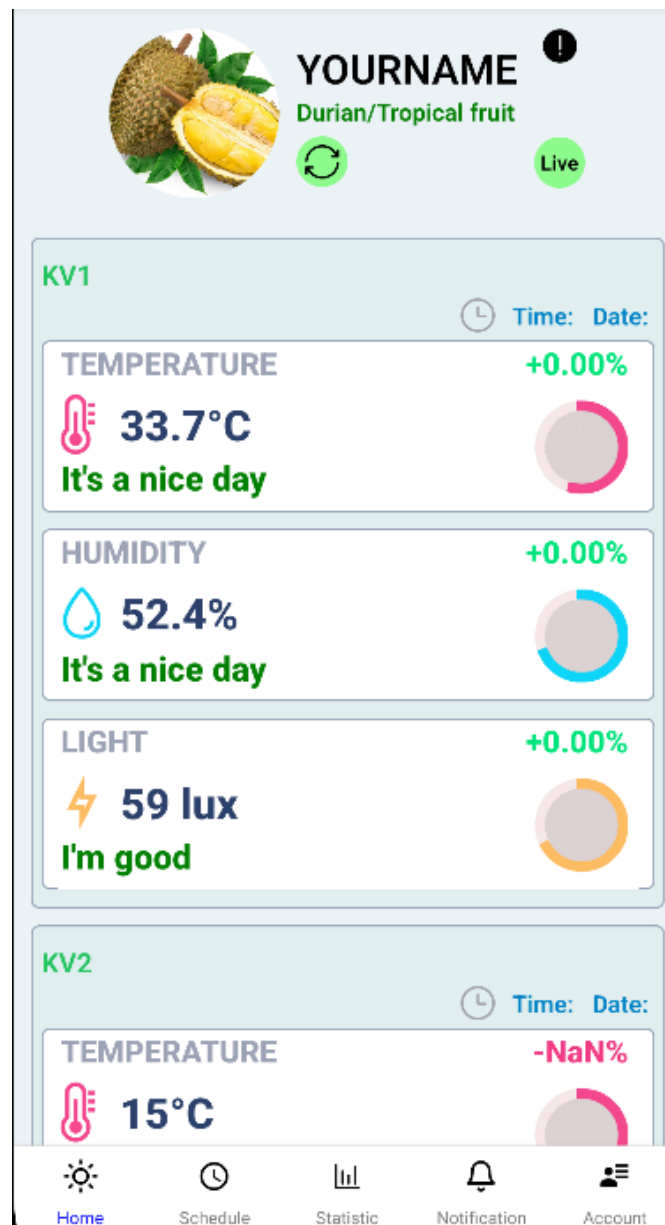 YOURNAME
Durian/Tropical fruit
Live
KV1
Time: Date:
TEMPERATURE +0.00%
33.7°C
It's a nice day
HUMIDITY +0.00%
52.4%
It's a nice day
LIGHT +0.00%
59 lux
I'm good
KV2
Time: Date:
TEMPERATURE -NaN%
15°C
Home Schedule Statistic Notification Account